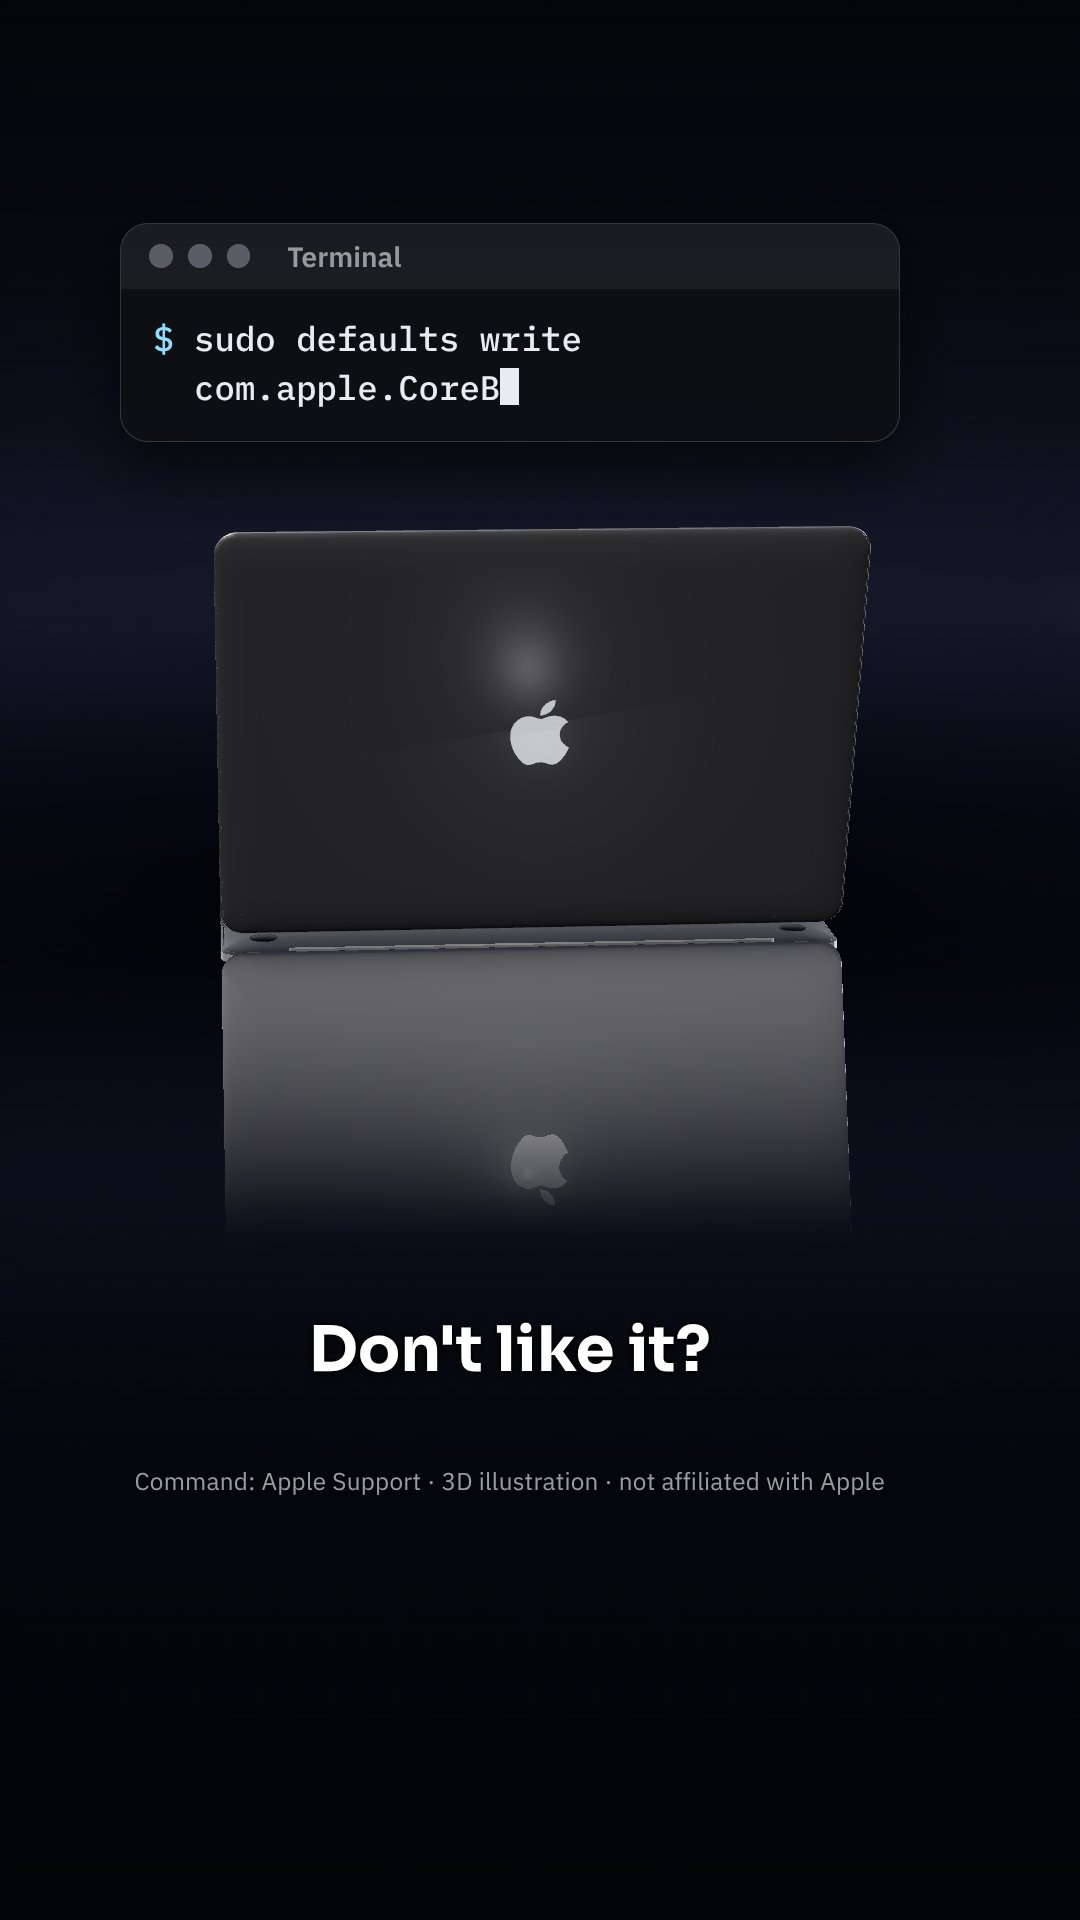 Terminal
$ sudo defaults write
com.apple.CoreB
Don't like it?
Command: Apple Support · 3D illustration · not affiliated with Apple